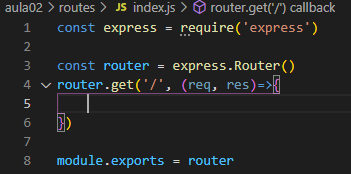 aula02 > routes > JS index.js > router.get('/') callback
1 const express = require('express')
2
3 const router = express.Router()
4 router.get('/', (req, res)=>{
5
6 })
7
8 module.exports = router